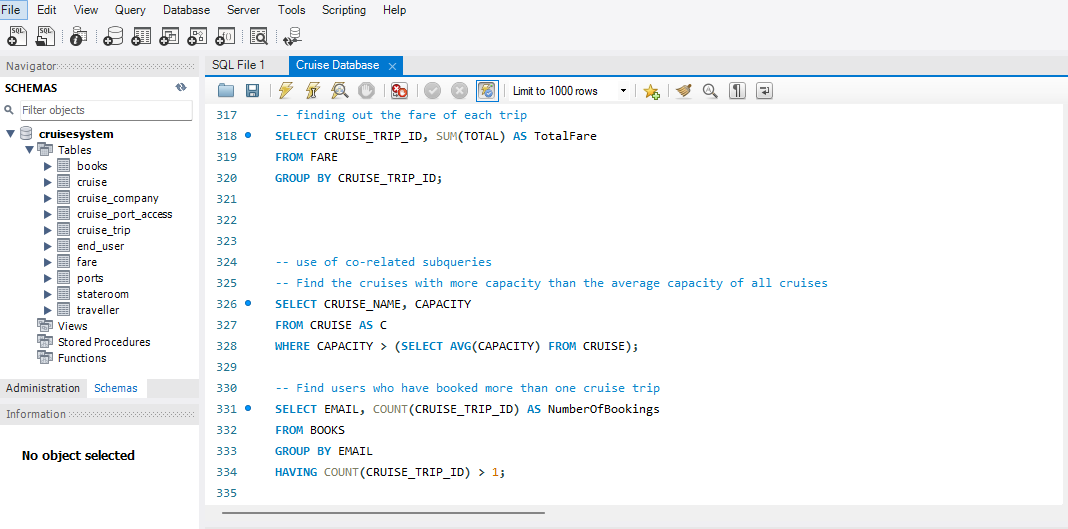 File Edit View Query Database Server Tools Scripting Help
Navigator
SCHEMAS
Filter objects
cruisesystem
Tables
books
cruise
cruise_company
cruise_port_access
cruise_trip
end_user
fare
ports
stateroom
traveller
Views
Stored Procedures
Functions
Administration Schemas
Information
No object selected
SQL File 1 Cruise Database
Limit to 1000 rows
317 -- finding out the fare of each trip
318 SELECT CRUISE_TRIP_ID, SUM(TOTAL) AS TotalFare
319 FROM FARE
320 GROUP BY CRUISE_TRIP_ID;
321
322
323
324 -- use of co-related subqueries
325 -- Find the cruises with more capacity than the average capacity of all cruises
326 SELECT CRUISE_NAME, CAPACITY
327 FROM CRUISE AS C
328 WHERE CAPACITY > (SELECT AVG(CAPACITY) FROM CRUISE);
329
330 -- Find users who have booked more than one cruise trip
331 SELECT EMAIL, COUNT(CRUISE_TRIP_ID) AS NumberOfBookings
332 FROM BOOKS
333 GROUP BY EMAIL
334 HAVING COUNT(CRUISE_TRIP_ID) > 1;
335